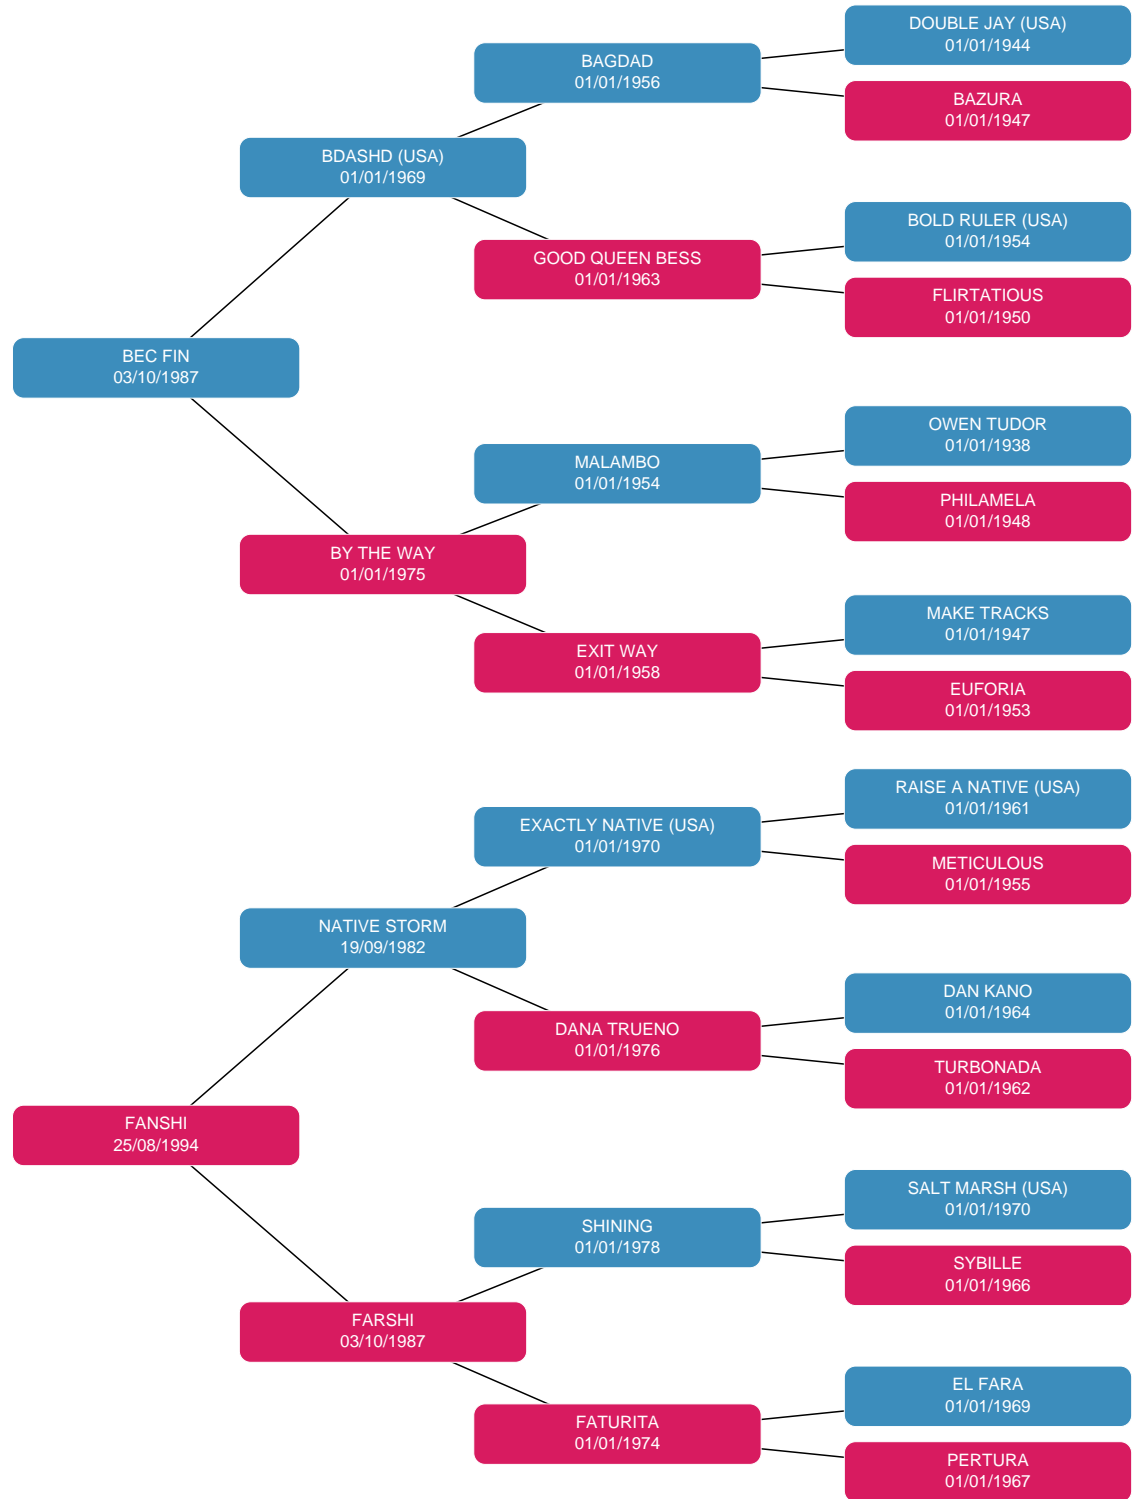 DOUBLE JAY (USA)
01/01/1944
BAGDAD
01/01/1956
BAZURA
01/01/1947
BDASHD (USA)
01/01/1969
BOLD RULER (USA)
01/01/1954
GOOD QUEEN BESS
01/01/1963
FLIRTATIOUS
01/01/1950
BEC FIN
03/10/1987
OWEN TUDOR
01/01/1938
MALAMBO
01/01/1954
PHILAMELA
01/01/1948
BY THE WAY
01/01/1975
MAKE TRACKS
01/01/1947
EXIT WAY
01/01/1958
EUFORIA
01/01/1953
RAISE A NATIVE (USA)
01/01/1961
EXACTLY NATIVE (USA)
01/01/1970
METICULOUS
01/01/1955
NATIVE STORM
19/09/1982
DAN KANO
01/01/1964
DANA TRUENO
01/01/1976
TURBONADA
01/01/1962
FANSHI
25/08/1994
SALT MARSH (USA)
01/01/1970
SHINING
01/01/1978
SYBILLE
01/01/1966
FARSHI
03/10/1987
EL FARA
01/01/1969
FATURITA
01/01/1974
PERTURA
01/01/1967